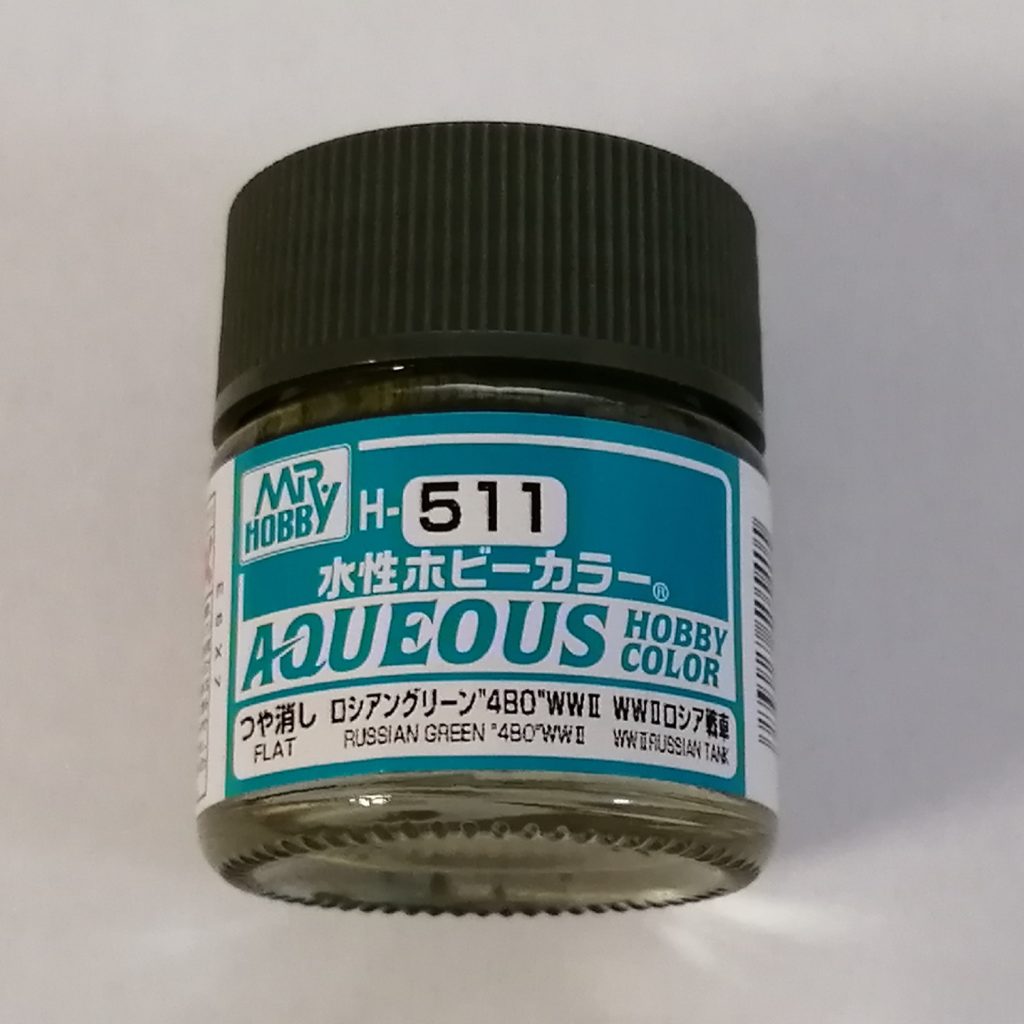 MR.
HOBBY
H-511
水性ホビーカラー®
AQUEOUS HOBBY
COLOR
つや消し ロシアングリーン"4BO"WWⅡ WWⅡロシア戦車
FLAT RUSSIAN GREEN "4BO"WWⅡ WWⅡRUSSIAN TANK